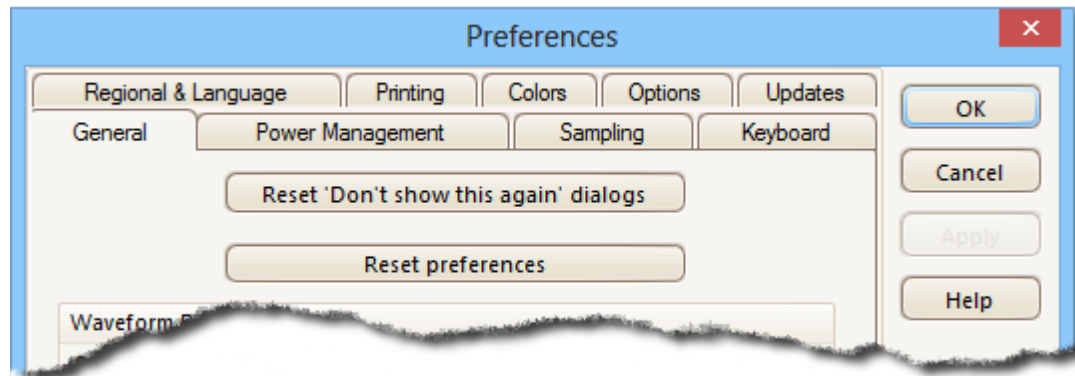 Preferences
Regional & Language Printing Colors Options Updates
General Power Management Sampling Keyboard
OK
Cancel
Apply
Help
Reset 'Don't show this again' dialogs
Reset preferences
Waveform